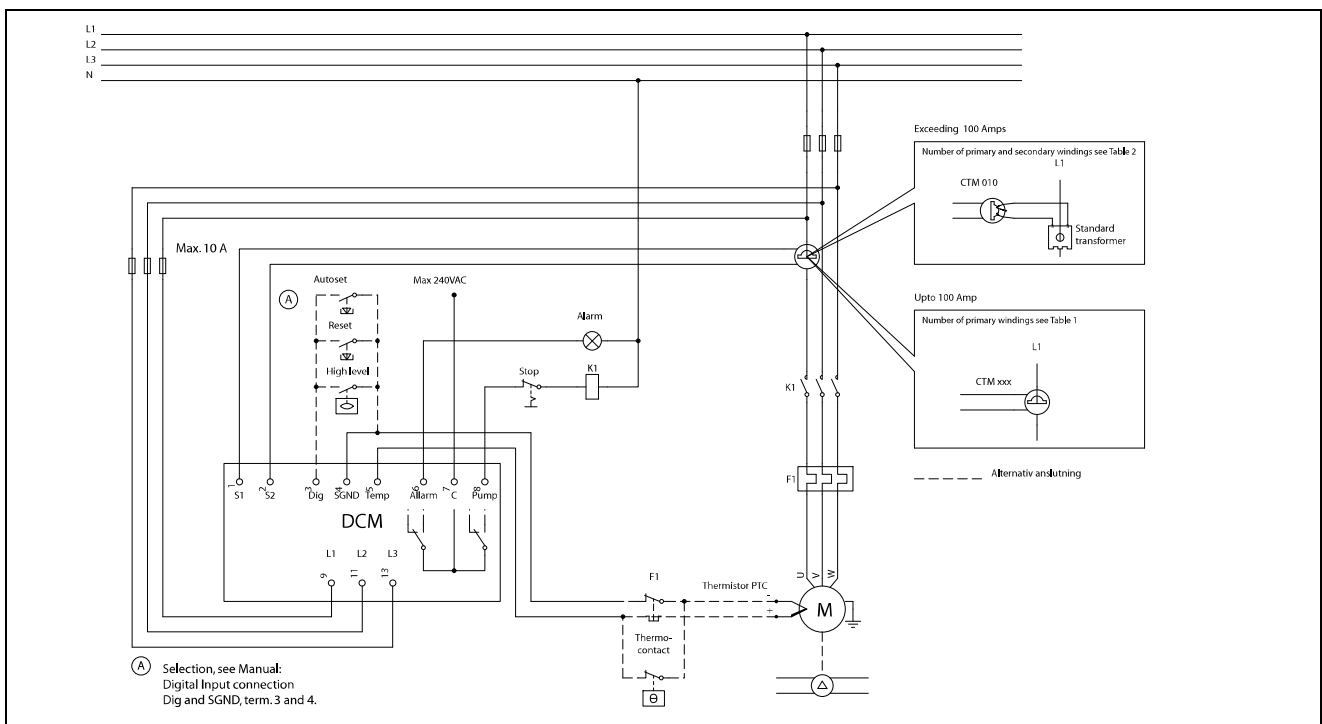 L1
L2
L3
N
Exceeding 100 Amps
Number of primary and secondary windings see Table 2
L1
CTM 010
Standard
transformer
Max. 10 A
Autoset
Max 240VAC
A
Reset
High level
Alarm
Stop
K1
Upto 100 Amp
Number of primary windings see Table 1
L1
CTM xxx
K1
Alternativ anslutning
F1
1
2
3
4
5
6
7
8
S1
S2
Dig
SGND
Temp
Allarm
C
Pump
DCM
L1
L2
L3
9
11
13
F1
Thermistor PTC
-
+
U
V
W
M
Thermo-
contact
Θ
A
Selection, see Manual:
Digital Input connection
Dig and SGND, term. 3 and 4.